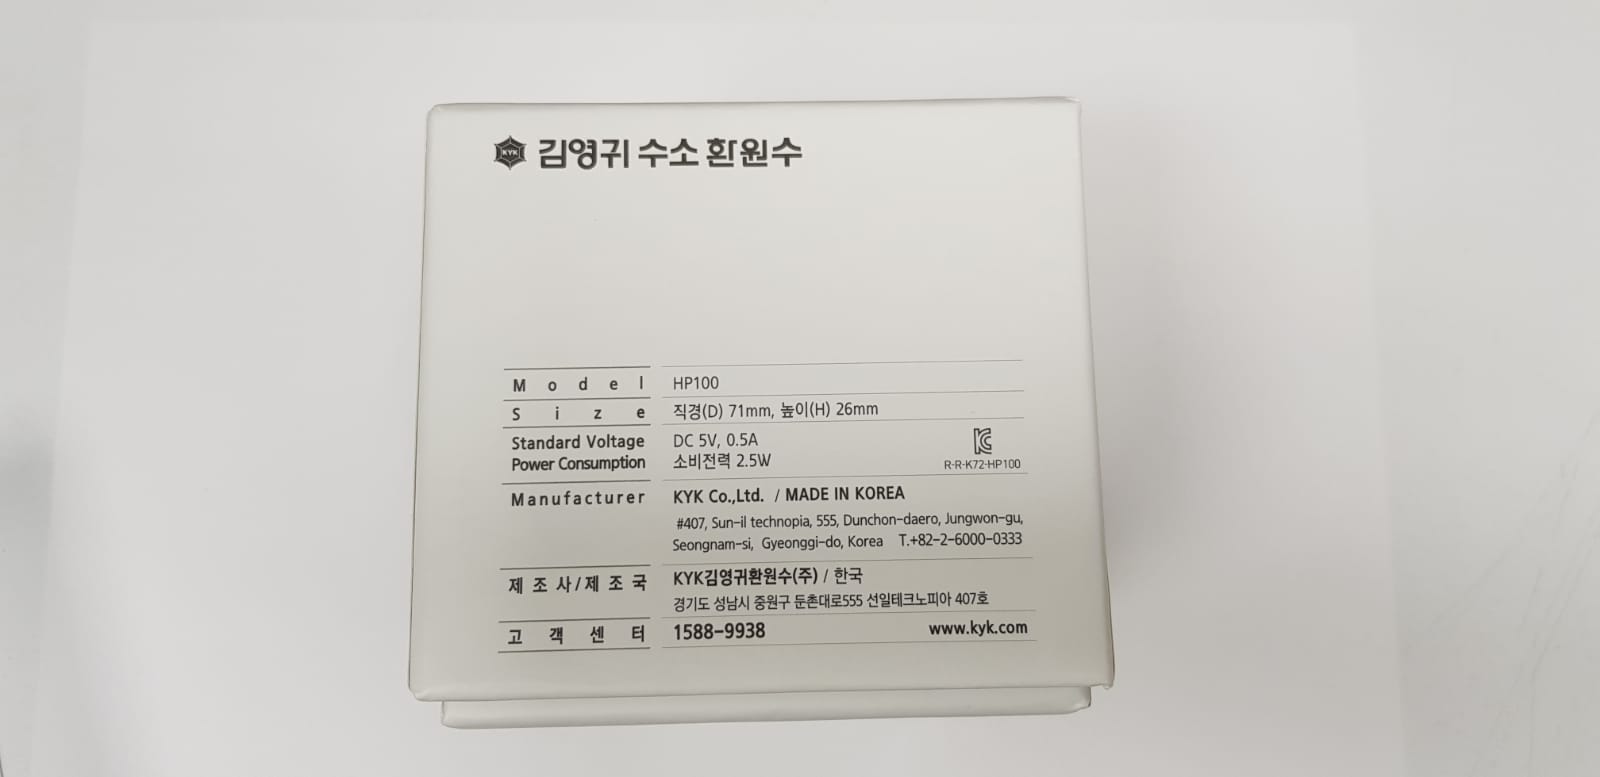 KYK 김영귀 수소 환원수
Model HP100
Size 직경(D) 71mm, 높이(H) 26mm
Standard Voltage DC 5V, 0.5A
Power Consumption 소비전력 2.5W
R-R-K72-HP100
Manufacturer KYK Co.,Ltd. / MADE IN KOREA
#407, Sun-il technopia, 555, Dunchon-daero, Jungwon-gu,
Seongnam-si, Gyeonggi-do, Korea T.+82-2-6000-0333
제조사/제조국 KYK김영귀환원수(주) / 한국
경기도 성남시 중원구 둔촌대로555 선일테크노피아 407호
고객센터 1588-9938 www.kyk.com